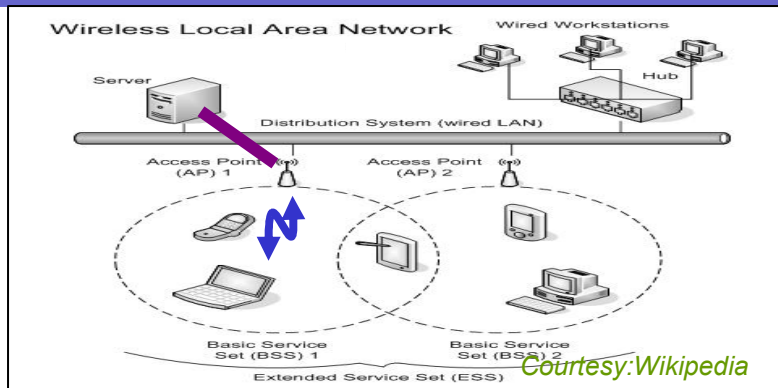 Wireless Local Area Network
Wired Workstations
Server
Hub
Distribution System (wired LAN)
Access Point
(AP) 1
Access Point
(AP) 2
Basic Service
Set (BSS) 1
Basic Service
Set (BSS) 2
Extended Service Set (ESS)
Courtesy:Wikipedia